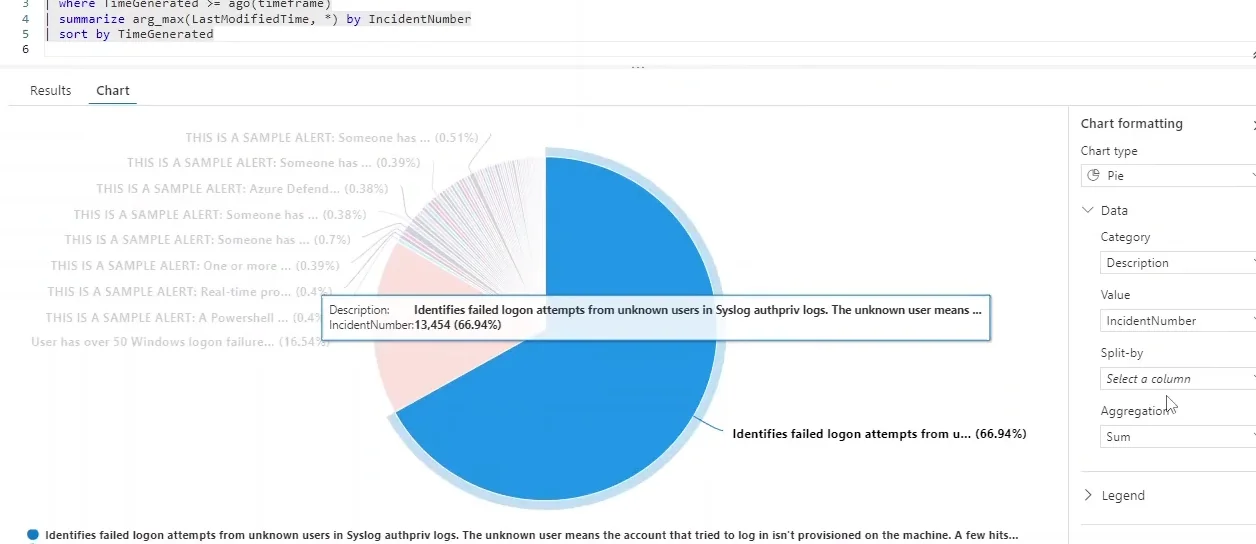 3 | where TimeGenerated >= ago(timeframe)
4 | summarize arg_max(LastModifiedTime, *) by IncidentNumber
5 | sort by TimeGenerated
6
...
Results Chart
Chart formatting
Chart type
Pie
Data
Category
Description
Value
IncidentNumber
Split-by
Select a column
Aggregation
Sum
Legend
THIS IS A SAMPLE ALERT: Someone has ... (0.51%)
THIS IS A SAMPLE ALERT: Someone has ... (0.39%)
THIS IS A SAMPLE ALERT: Azure Defend... (0.38%)
THIS IS A SAMPLE ALERT: Someone has ... (0.38%)
THIS IS A SAMPLE ALERT: Someone has ... (0.7%)
THIS IS A SAMPLE ALERT: One or more ... (0.39%)
THIS IS A SAMPLE ALERT: Real-time pro... (0.4%)
THIS IS A SAMPLE ALERT: A Powershell ... (0.4%
User has over 50 Windows logon failure... (16.54%)
Description: Identifies failed logon attempts from unknown users in Syslog authpriv logs. The unknown user means ...
IncidentNumber:13,454 (66.94%)
Identifies failed logon attempts from u... (66.94%)
Identifies failed logon attempts from unknown users in Syslog authpriv logs. The unknown user means the account that tried to log in isn't provisioned on the machine. A few hits...